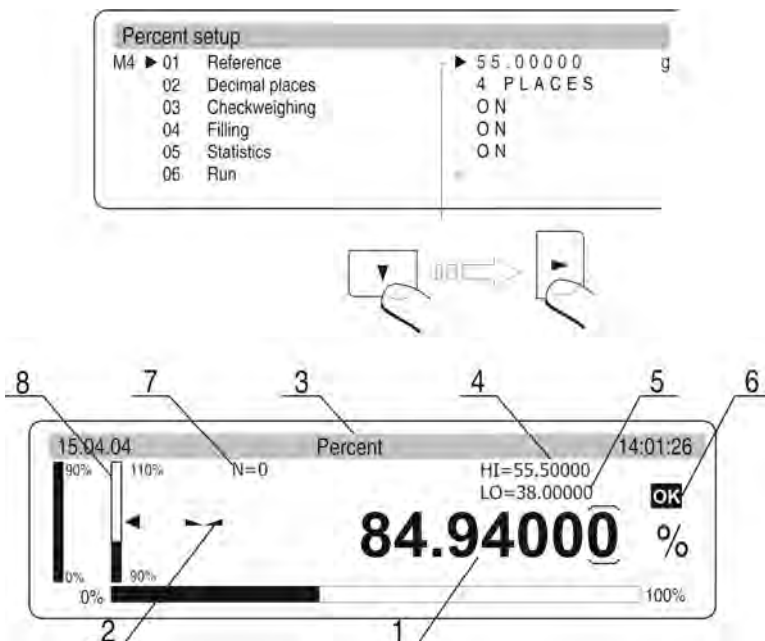 Percent setup
M4 ▶ 01 Reference ▶ 55.00000 g
02 Decimal places 4 PLACES
03 Checkweighing ON
04 Filling ON
05 Statistics ON
06 Run
8 7 3 4 5 6
15.04.04 Percent 14:01:26
90% 110% N=0 HI=55.50000
LO=38.00000 OK
84.94000 %
0% 90%
0% 100%
2 1